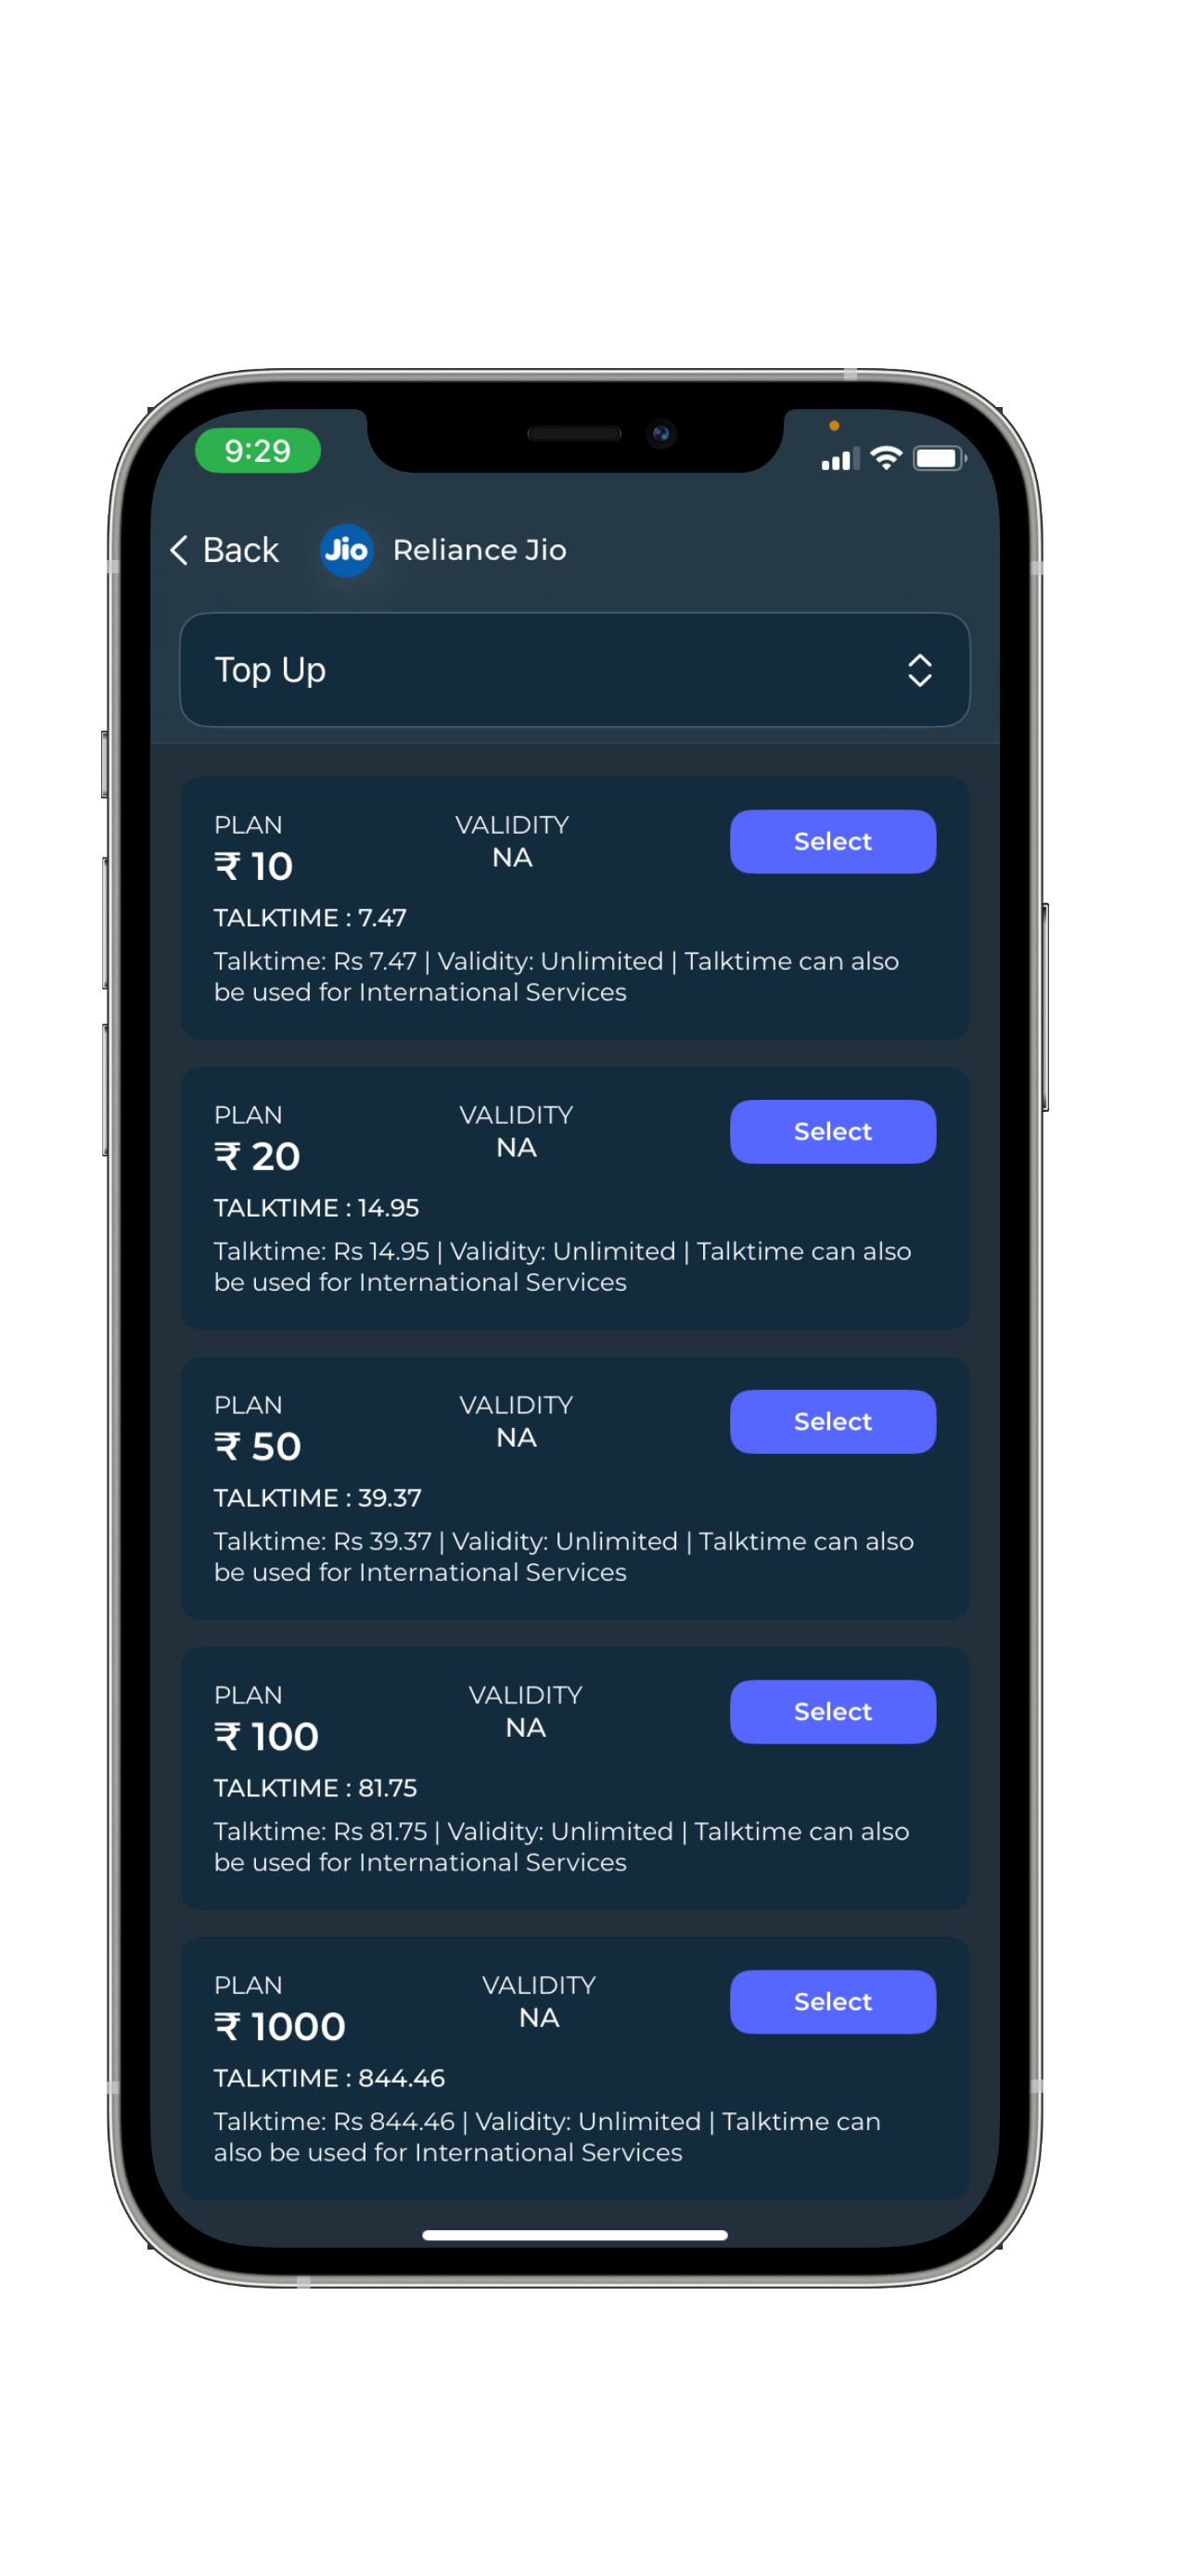 9:29
Back
Jio
Reliance Jio
Top Up
PLAN
VALIDITY
Select
₹ 10
NA
TALKTIME : 7.47
Talktime: Rs 7.47 | Validity: Unlimited | Talktime can also
be used for International Services
PLAN
VALIDITY
Select
₹ 20
NA
TALKTIME : 14.95
Talktime: Rs 14.95 | Validity: Unlimited | Talktime can also
be used for International Services
PLAN
VALIDITY
Select
₹ 50
NA
TALKTIME : 39.37
Talktime: Rs 39.37 | Validity: Unlimited | Talktime can also
be used for International Services
PLAN
VALIDITY
Select
₹ 100
NA
TALKTIME : 81.75
Talktime: Rs 81.75 | Validity: Unlimited | Talktime can also
be used for International Services
PLAN
VALIDITY
Select
₹ 1000
NA
TALKTIME : 844.46
Talktime: Rs 844.46 | Validity: Unlimited | Talktime can
also be used for International Services